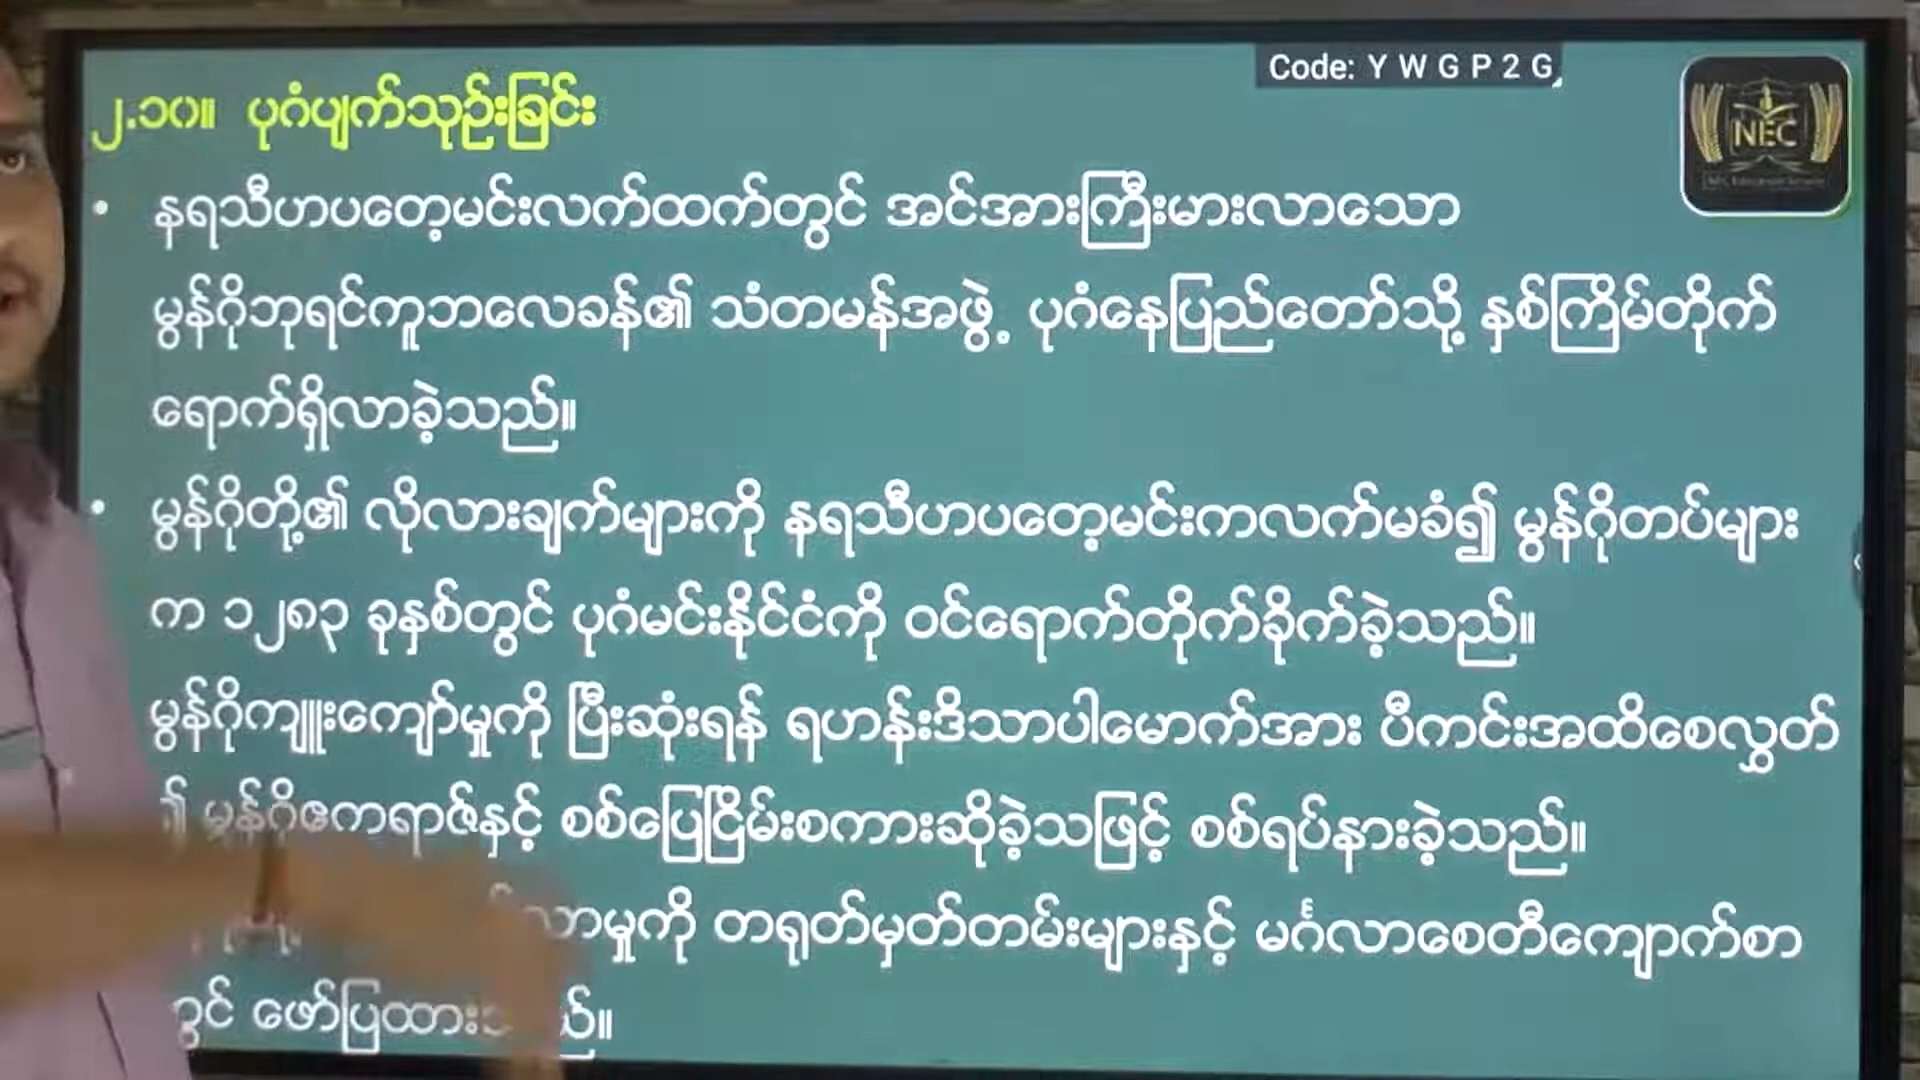 Code: Y W G P 2 G
NEC
၂.၁၀။ ပုဂံပျက်သုဉ်းခြင်း
• နရသီဟပတေ့မင်းလက်ထက်တွင် အင်အားကြီးမားလာသော
မွန်ဂိုဘုရင်ကူဘလေခန်၏ သံတမန်အဖွဲ့ ပုဂံနေပြည်တော်သို့ နှစ်ကြိမ်တိုက်
ရောက်ရှိလာခဲ့သည်။
• မွန်ဂိုတို့၏ လိုလားချက်များကို နရသီဟပတေ့မင်းကလက်မခံ၍ မွန်ဂိုတပ်များ
က ၁၂၈၃ ခုနှစ်တွင် ပုဂံမင်းနိုင်ငံကို ဝင်ရောက်တိုက်ခိုက်ခဲ့သည်။
မွန်ဂိုကျူးကျော်မှုကို ပြီးဆုံးရန် ရဟန်းဒိသာပါမောက်အား ပီကင်းအထိစေလွှတ်
၍ မွန်ဂိုဧကရာဇ်နှင့် စစ်ပြေငြိမ်းစကားဆိုခဲ့သဖြင့် စစ်ရပ်နားခဲ့သည်။
လာမှုကို တရုတ်မှတ်တမ်းများနှင့် မင်္ဂလာစေတီကျောက်စာ
တွင် ဖော်ပြထား